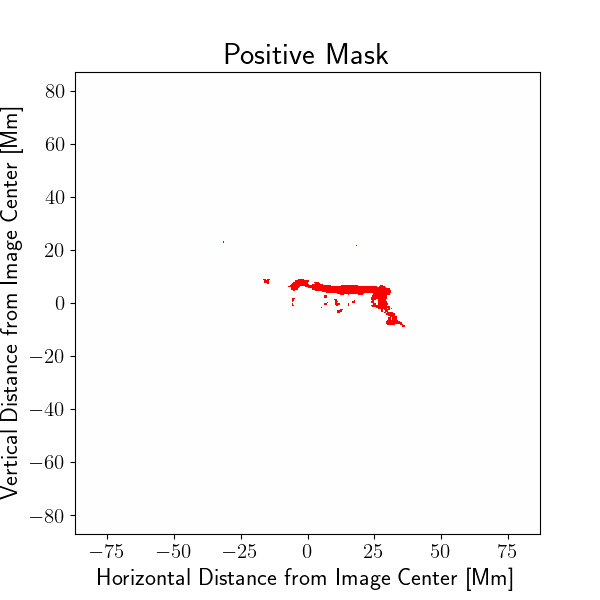 Positive Mask
Vertical Distance from Image Center [Mm]
80
60
40
20
0
−20
−40
−60
−80
−75 −50 −25 0 25 50 75
Horizontal Distance from Image Center [Mm]